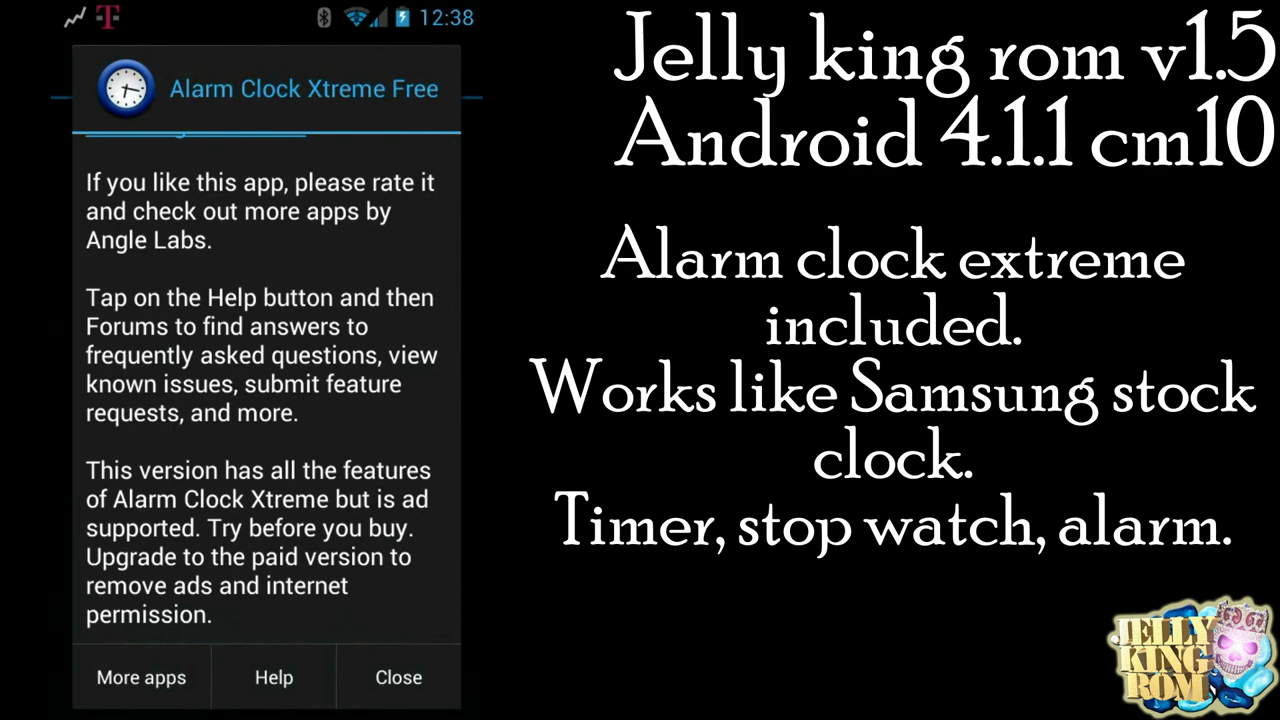 12:38
Alarm Clock Xtreme Free
If you like this app, please rate it
and check out more apps by
Angle Labs.
Tap on the Help button and then
Forums to find answers to
frequently asked questions, view
known issues, submit feature
requests, and more.
This version has all the features
of Alarm Clock Xtreme but is ad
supported. Try before you buy.
Upgrade to the paid version to
remove ads and internet
permission.
More apps
Help
Close
Jelly king rom v1.5
Android 4.1.1 cm10
Alarm clock extreme
included.
Works like Samsung stock
clock.
Timer, stop watch, alarm.
JELLY
KING
ROM